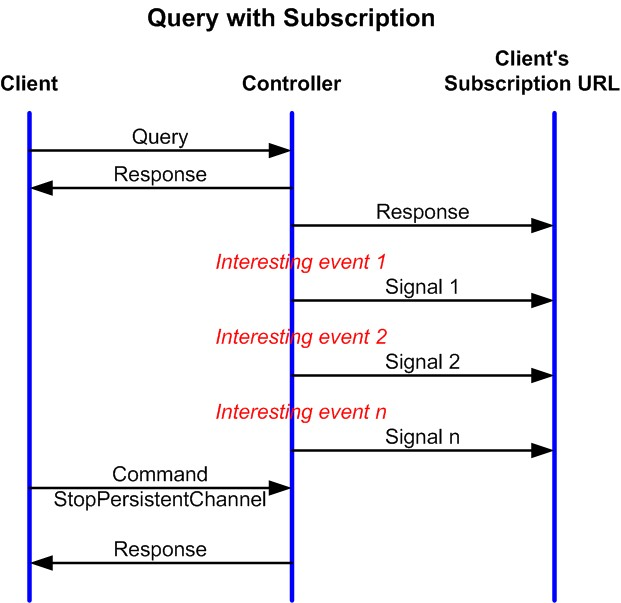 Query with Subscription
Client
Controller
Client's
Subscription URL
Query
Response
Response
Interesting event 1
Signal 1
Interesting event 2
Signal 2
Interesting event n
Signal n
Command
StopPersistentChannel
Response